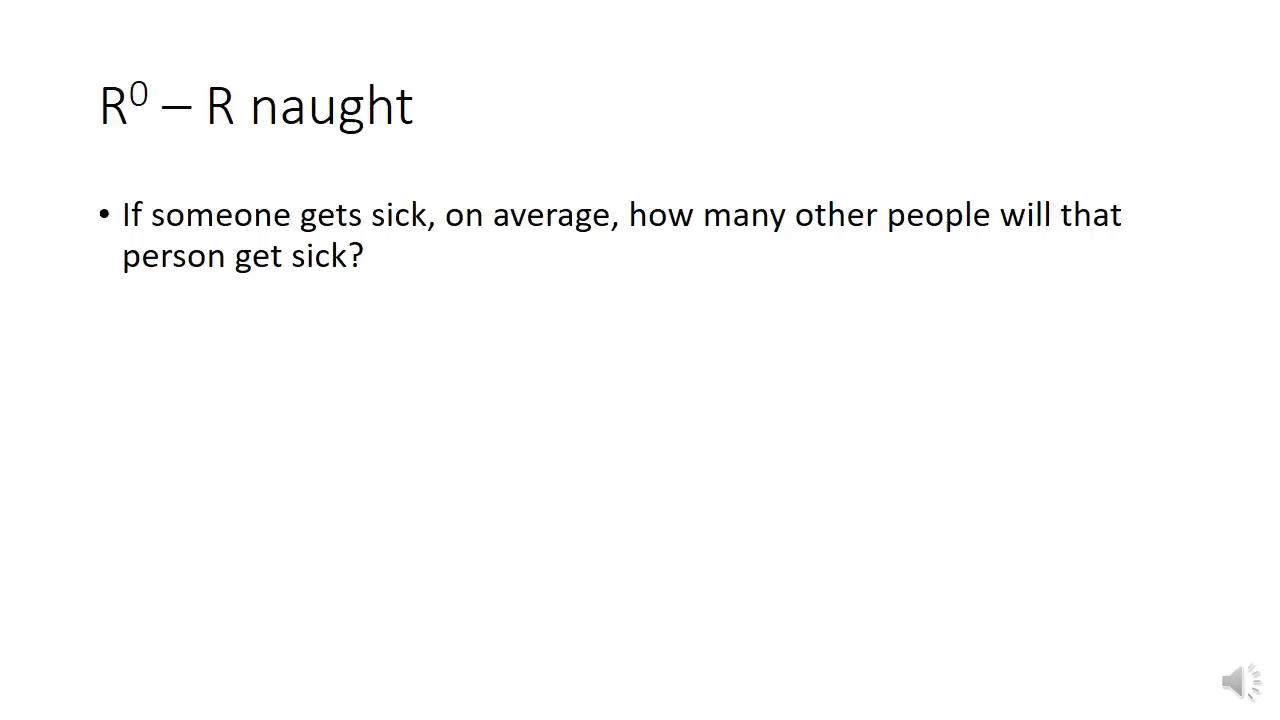 R⁰ – R naught
• If someone gets sick, on average, how many other people will that
person get sick?